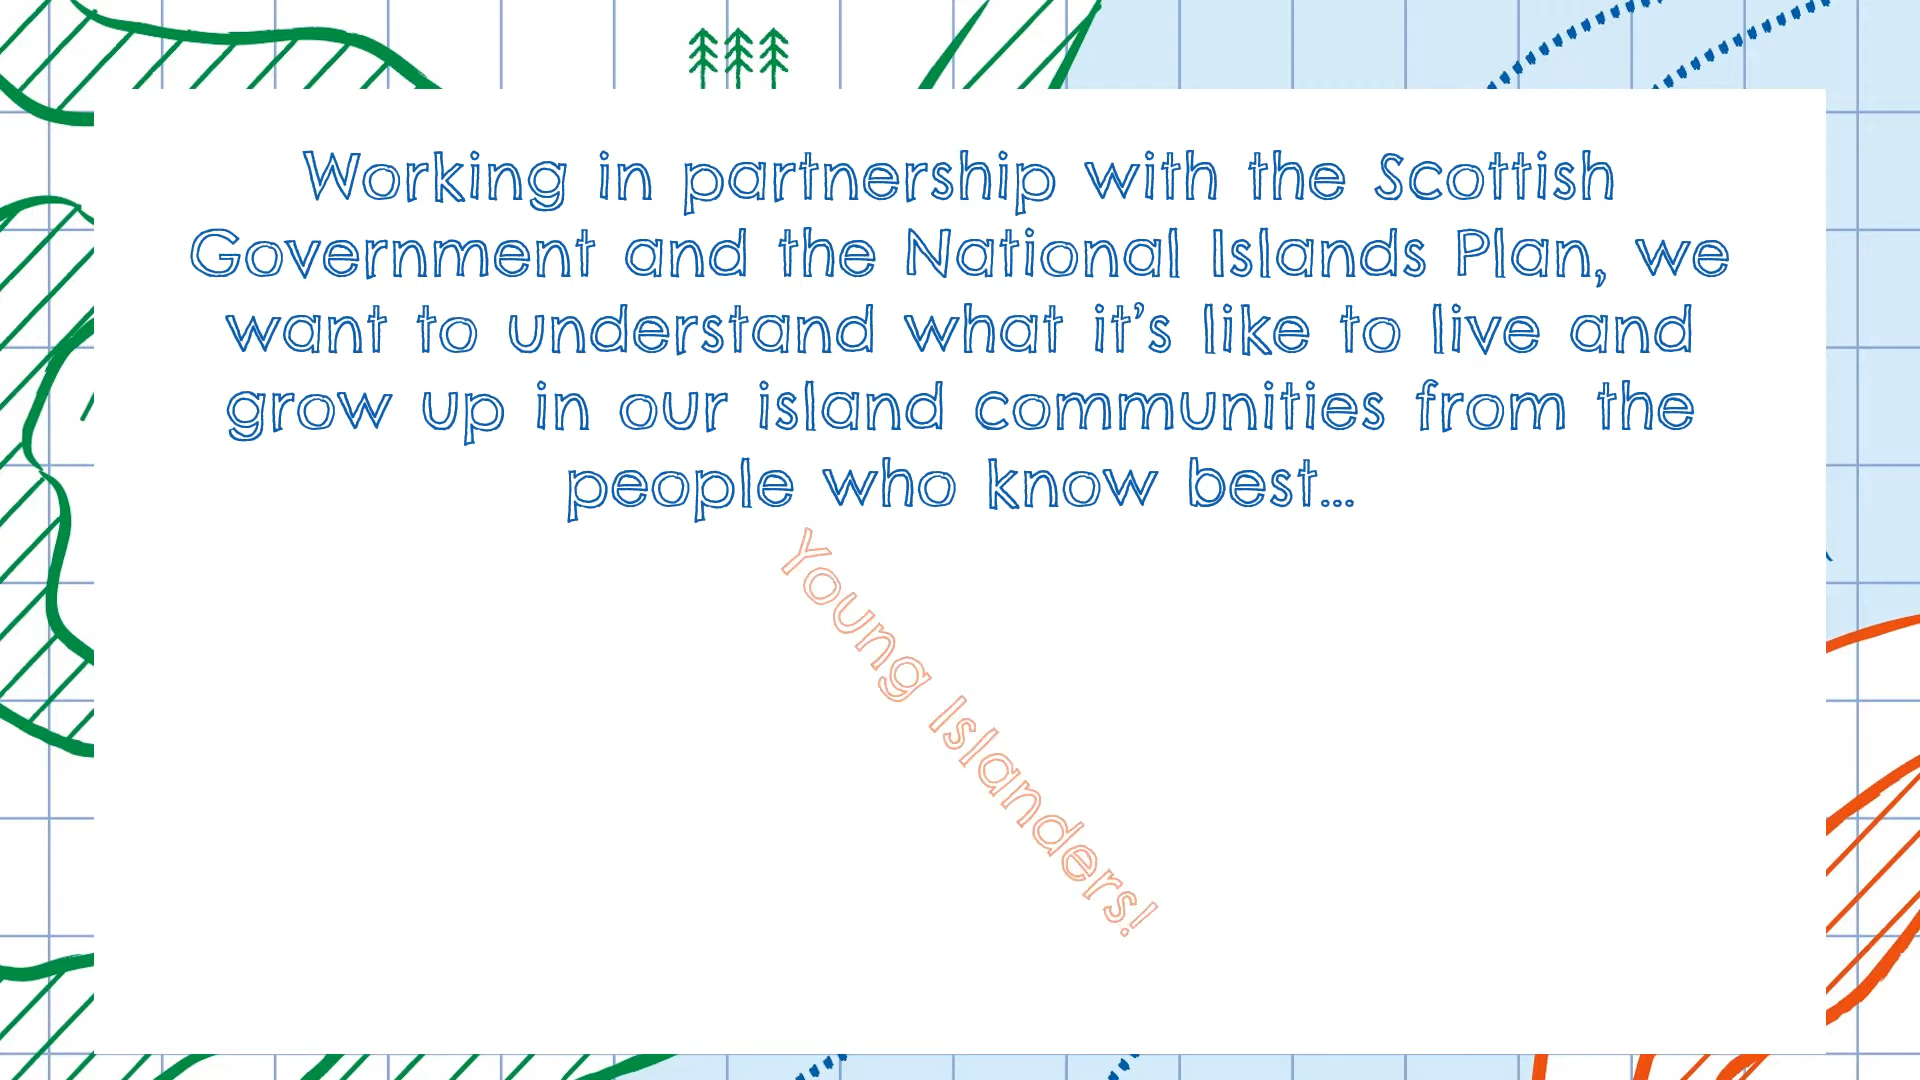 Working in partnership with the Scottish
Government and the National Islands Plan, we
want to understand what it’s like to live and
grow up in our island communities from the
people who know best...
Young Islanders!